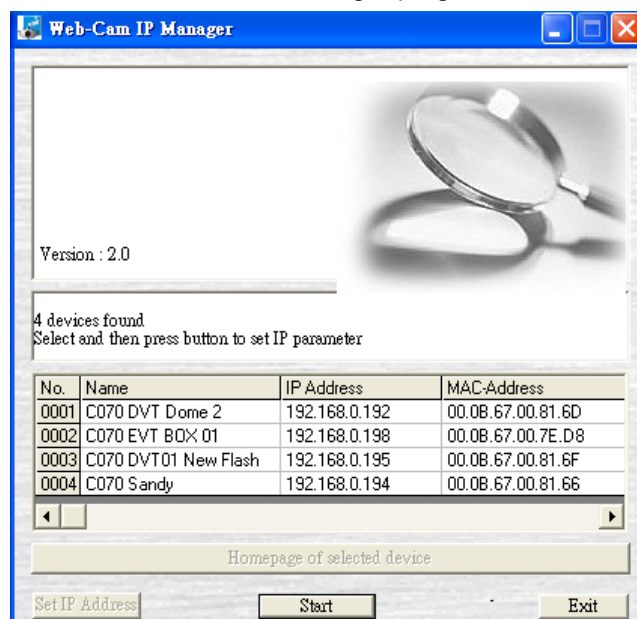 Web-Cam IP Manager
Version : 2.0
4 devices found
Select and then press button to set IP parameter
No. Name IP Address MAC-Address
0001 C070 DVT Dome 2 192.168.0.192 00.0B.67.00.81.6D
0002 C070 EVT BOX 01 192.168.0.198 00.0B.67.00.7E.D8
0003 C070 DVT01 New Flash 192.168.0.195 00.0B.67.00.81.6F
0004 C070 Sandy 192.168.0.194 00.0B.67.00.81.66
Homepage of selected device
Set IP Address Start Exit